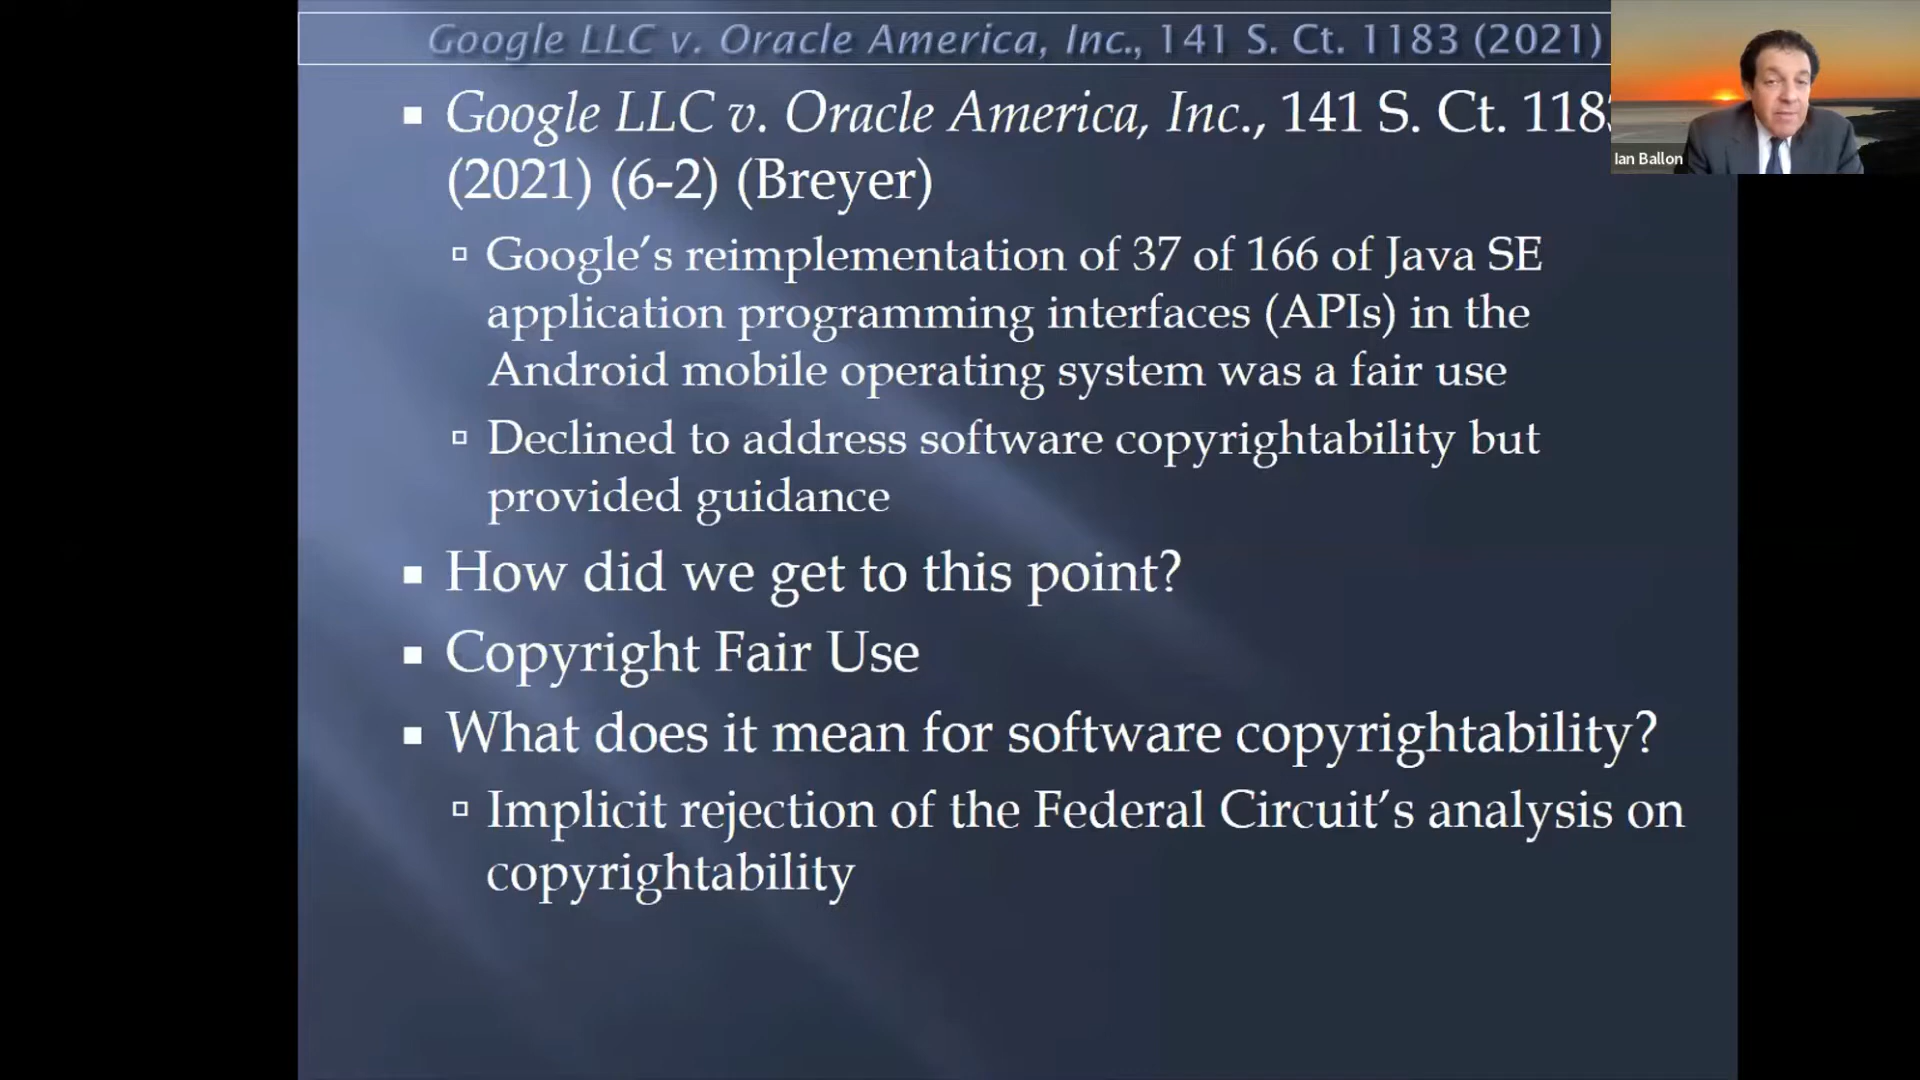 Google LLC v. Oracle America, Inc., 141 S. Ct. 1183 (2021)
Google LLC v. Oracle America, Inc., 141 S. Ct. 1183
(2021) (6-2) (Breyer)
Google’s reimplementation of 37 of 166 of Java SE
application programming interfaces (APIs) in the
Android mobile operating system was a fair use
Declined to address software copyrightability but
provided guidance
How did we get to this point?
Copyright Fair Use
What does it mean for software copyrightability?
Implicit rejection of the Federal Circuit’s analysis on
copyrightability
Ian Ballon